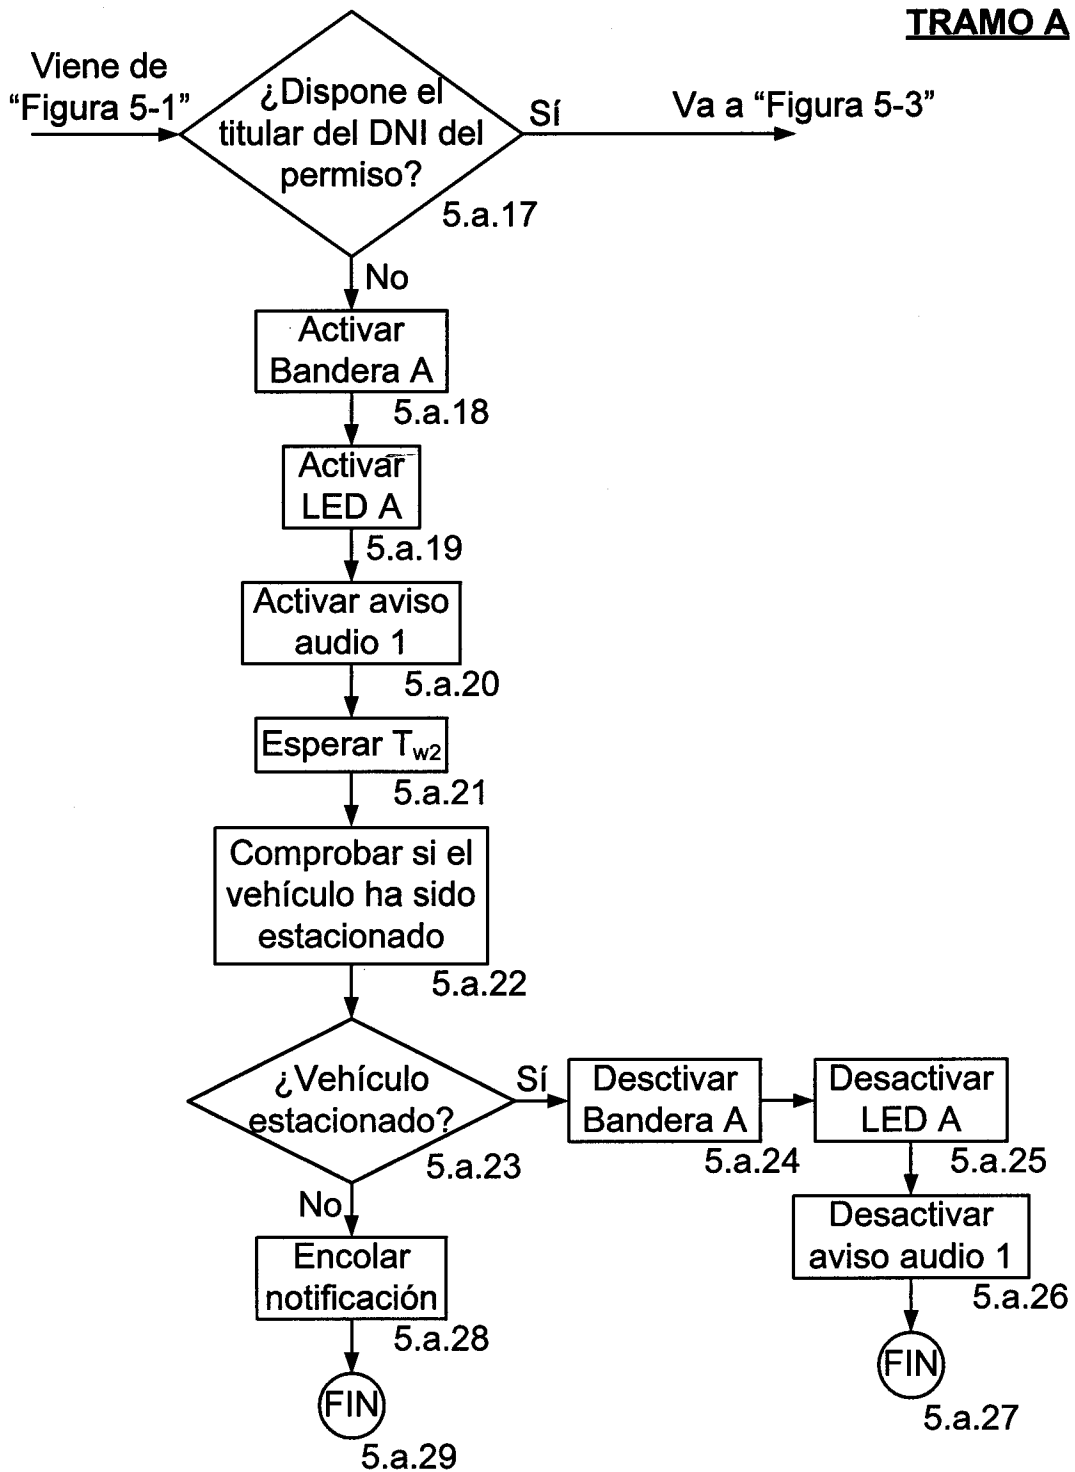 TRAMO A
Viene de
“Figura 5-1”
¿Dispone el
titular del DNI del
permiso?
Sí
Va a “Figura 5-3”
5.a.17
No
Activar
Bandera A
5.a.18
Activar
LED A
5.a.19
Activar aviso
audio 1
5.a.20
Esperar Tw2
5.a.21
Comprobar si el
vehículo ha sido
estacionado
5.a.22
¿Vehículo
estacionado?
5.a.23
Sí
Desctivar
Bandera A
5.a.24
Desactivar
LED A
5.a.25
Desactivar
aviso audio 1
5.a.26
FIN
5.a.27
No
Encolar
notificación
5.a.28
FIN
5.a.29